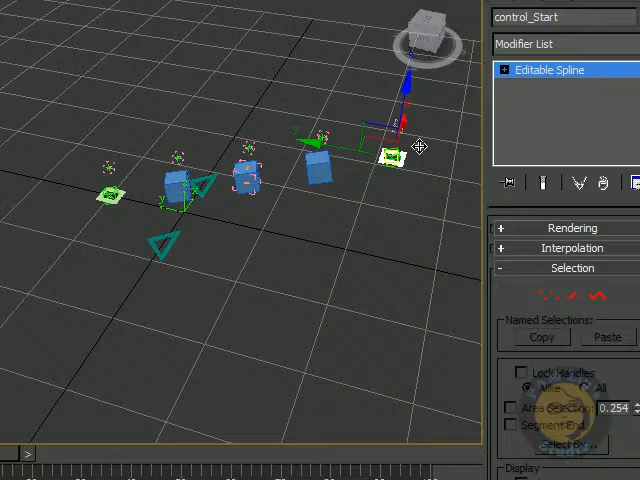 control_Start
Modifier List
Editable Spline
Rendering
Interpolation
Selection
Named Selections:
Copy
Paste
Lock Handles
Alike
All
Area Selection: 0.254
Segment End
Select By...
Display
y
>